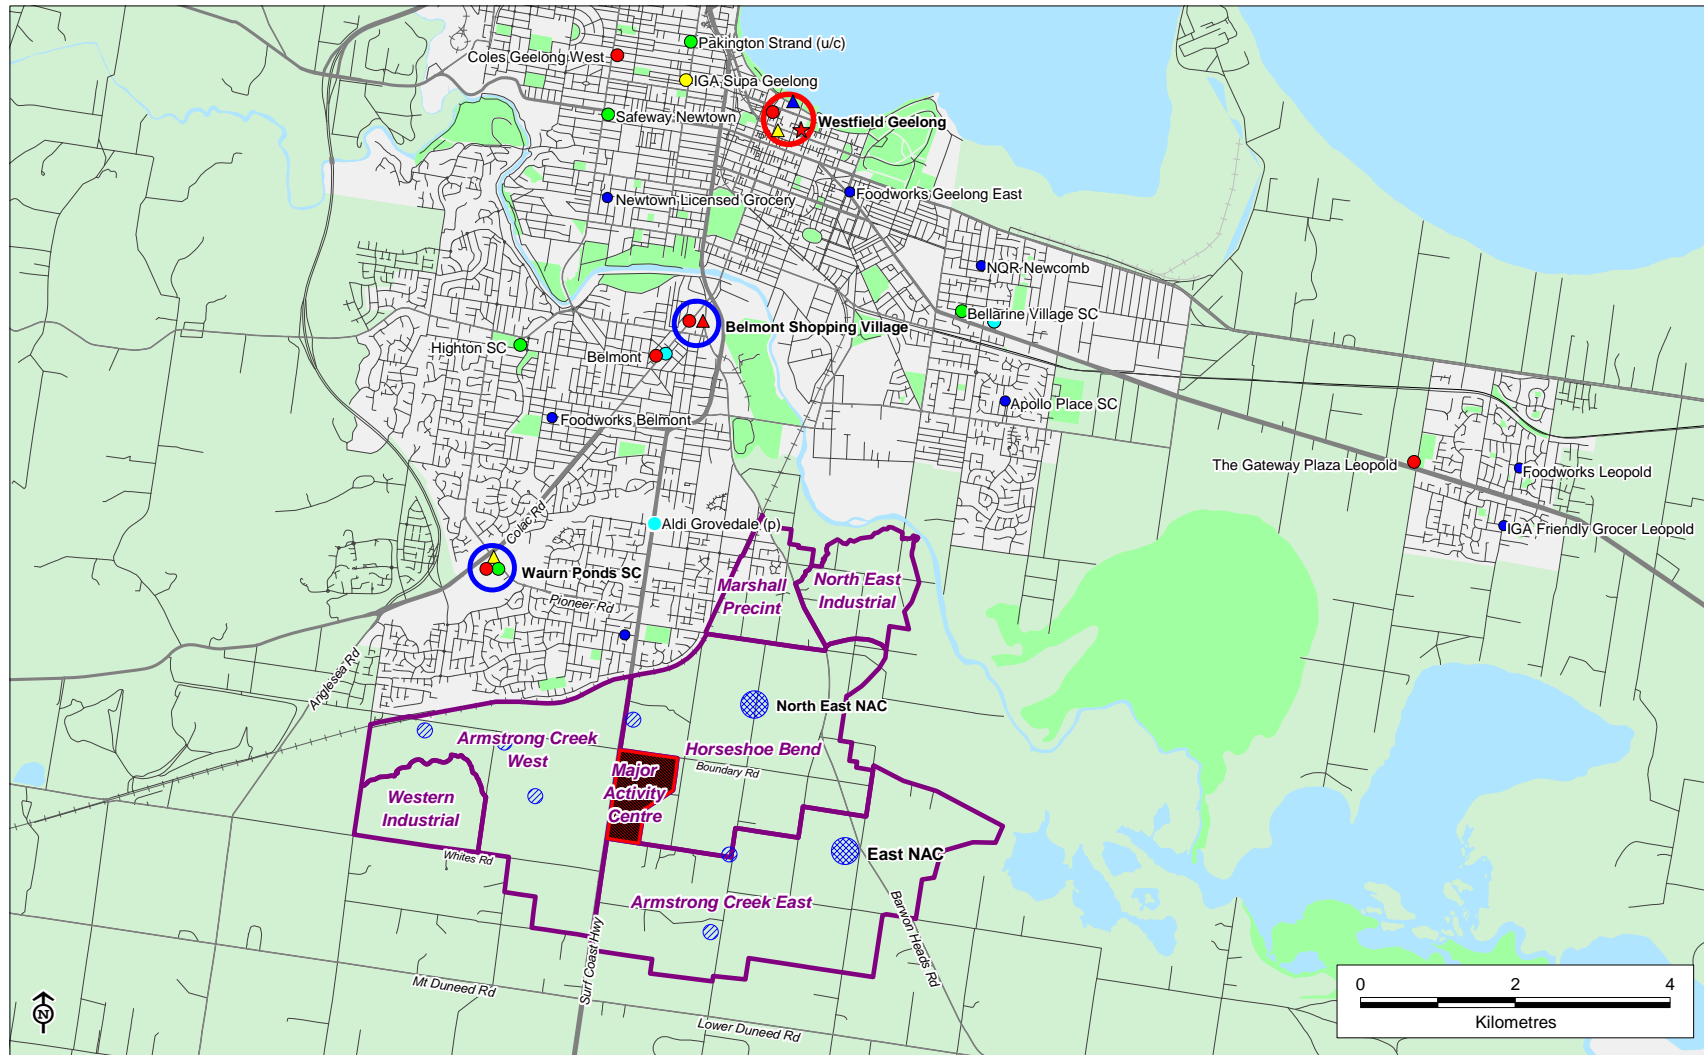 Pakington Strand (u/c)
Coles Geelong West
IGA Supa Geelong
Safeway Newtown
Westfield Geelong
Newtown Licensed Grocery
Foodworks Geelong East
NQR Newcomb
Bellarine Village SC
Belmont Shopping Village
Highton SC
Belmont
Apollo Place SC
Foodworks Belmont
The Gateway Plaza Leopold
Foodworks Leopold
IGA Friendly Grocer Leopold
Colac Rd
Aldi Grovedale (p)
Waurn Ponds SC
Pioneer Rd
Marshall
Precint
North East
Industrial
Anglesea Rd
North East NAC
Armstrong Creek
West
Horseshoe Bend
Boundary Rd
Major
Activity
Centre
Western
Industrial
Whites Rd
East NAC
Armstrong Creek East
Barwon Heads Rd
Surf Coast Hwy
Mt Duneed Rd
Lower Duneed Rd
N
0 2 4
Kilometres